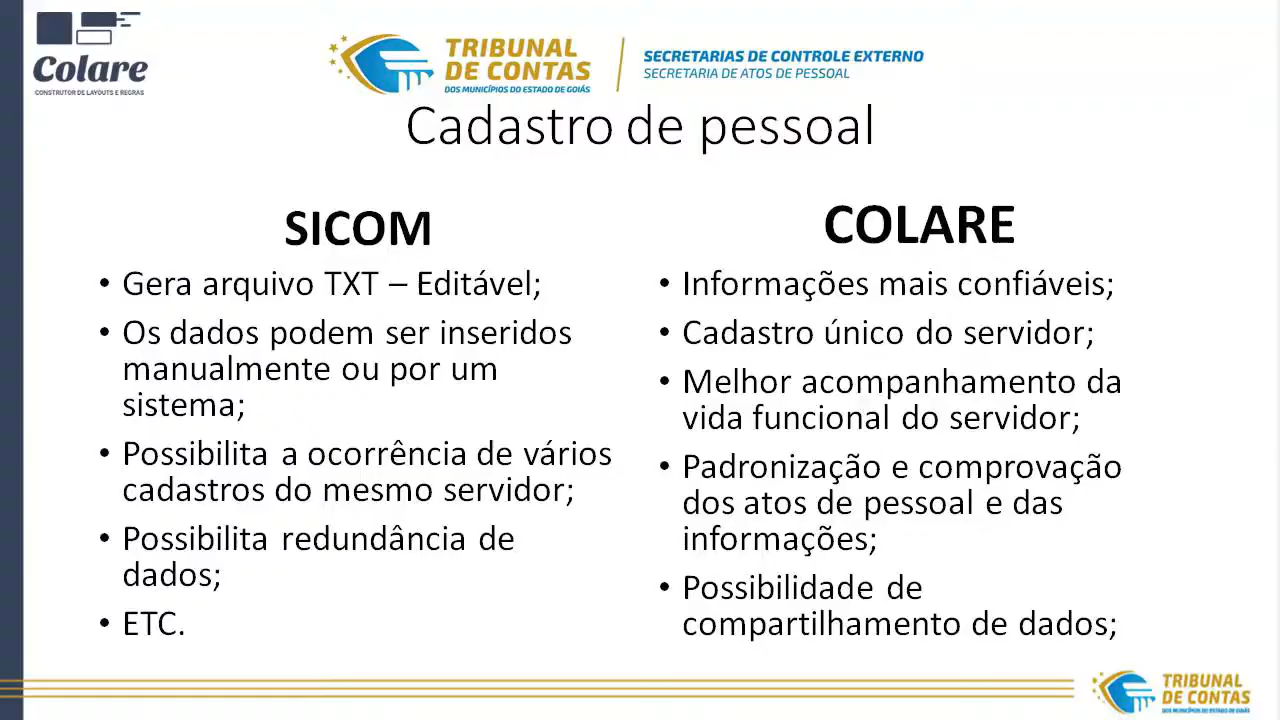 Colare
CONSTRUTOR DE LAYOUTS E REGRAS
TRIBUNAL
DE CONTAS
DOS MUNICÍPIOS DO ESTADO DE GOIÁS
SECRETARIAS DE CONTROLE EXTERNO
SECRETARIA DE ATOS DE PESSOAL
Cadastro de pessoal
SICOM
• Gera arquivo TXT – Editável;
• Os dados podem ser inseridos
manualmente ou por um
sistema;
• Possibilita a ocorrência de vários
cadastros do mesmo servidor;
• Possibilita redundância de
dados;
• ETC.
COLARE
• Informações mais confiáveis;
• Cadastro único do servidor;
• Melhor acompanhamento da
vida funcional do servidor;
• Padronização e comprovação
dos atos de pessoal e das
informações;
• Possibilidade de
compartilhamento de dados;
TRIBUNAL
DE CONTAS
DOS MUNICÍPIOS DO ESTADO DE GOIÁS